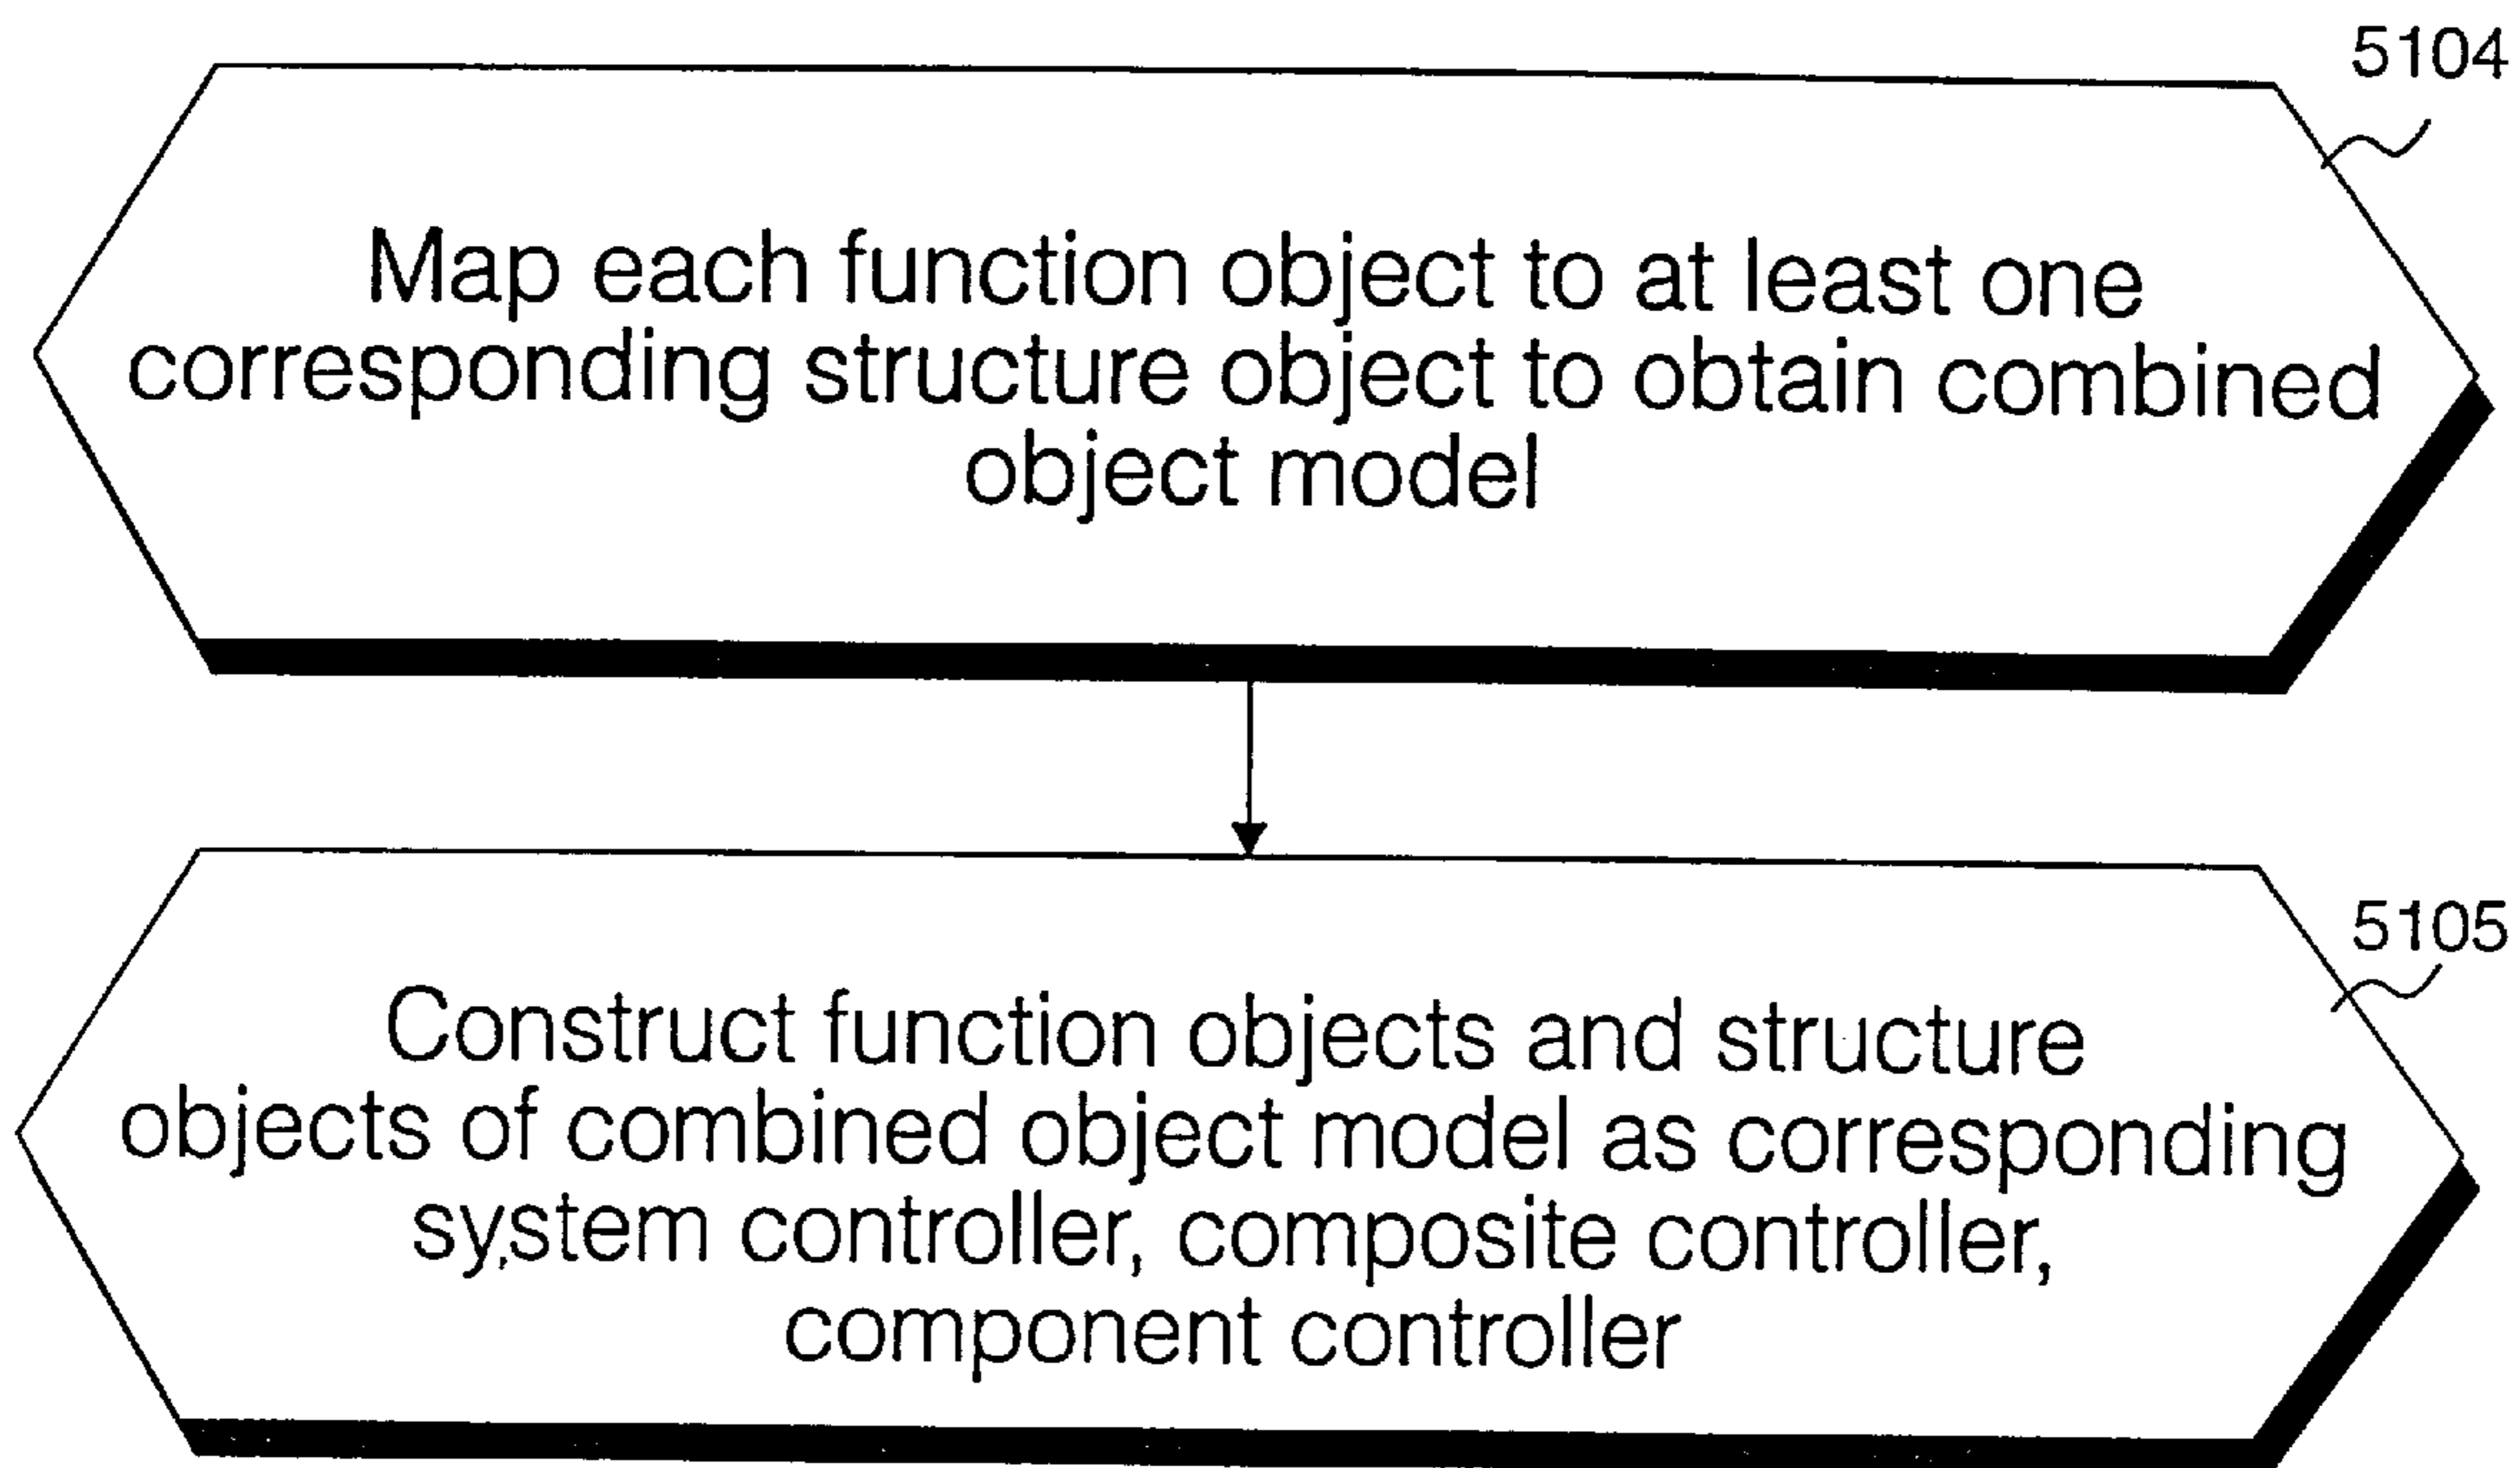 5104
Map each function object to at least one
corresponding structure object to obtain combined
object model
5105
Construct function objects and structure
objects of combined object model as corresponding
system controller, composite controller,
component controller